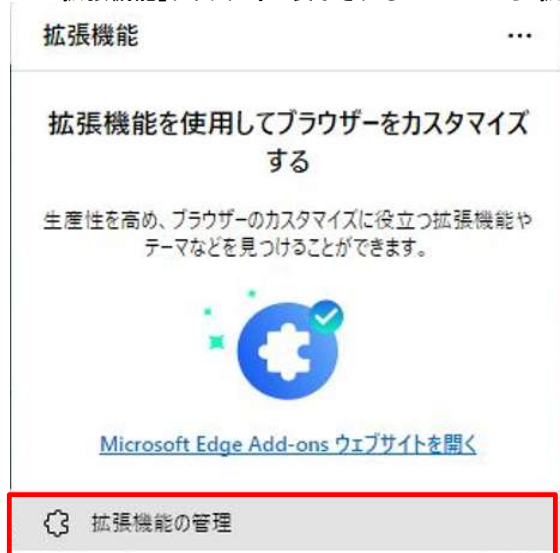 拡張機能
拡張機能を使用してブラウザーをカスタマイズ
する
生産性を高め、ブラウザーのカスタマイズに役立つ拡張機能や
テーマなどを見つけることができます。
Microsoft Edge Add-ons ウェブサイトを開く
拡張機能の管理